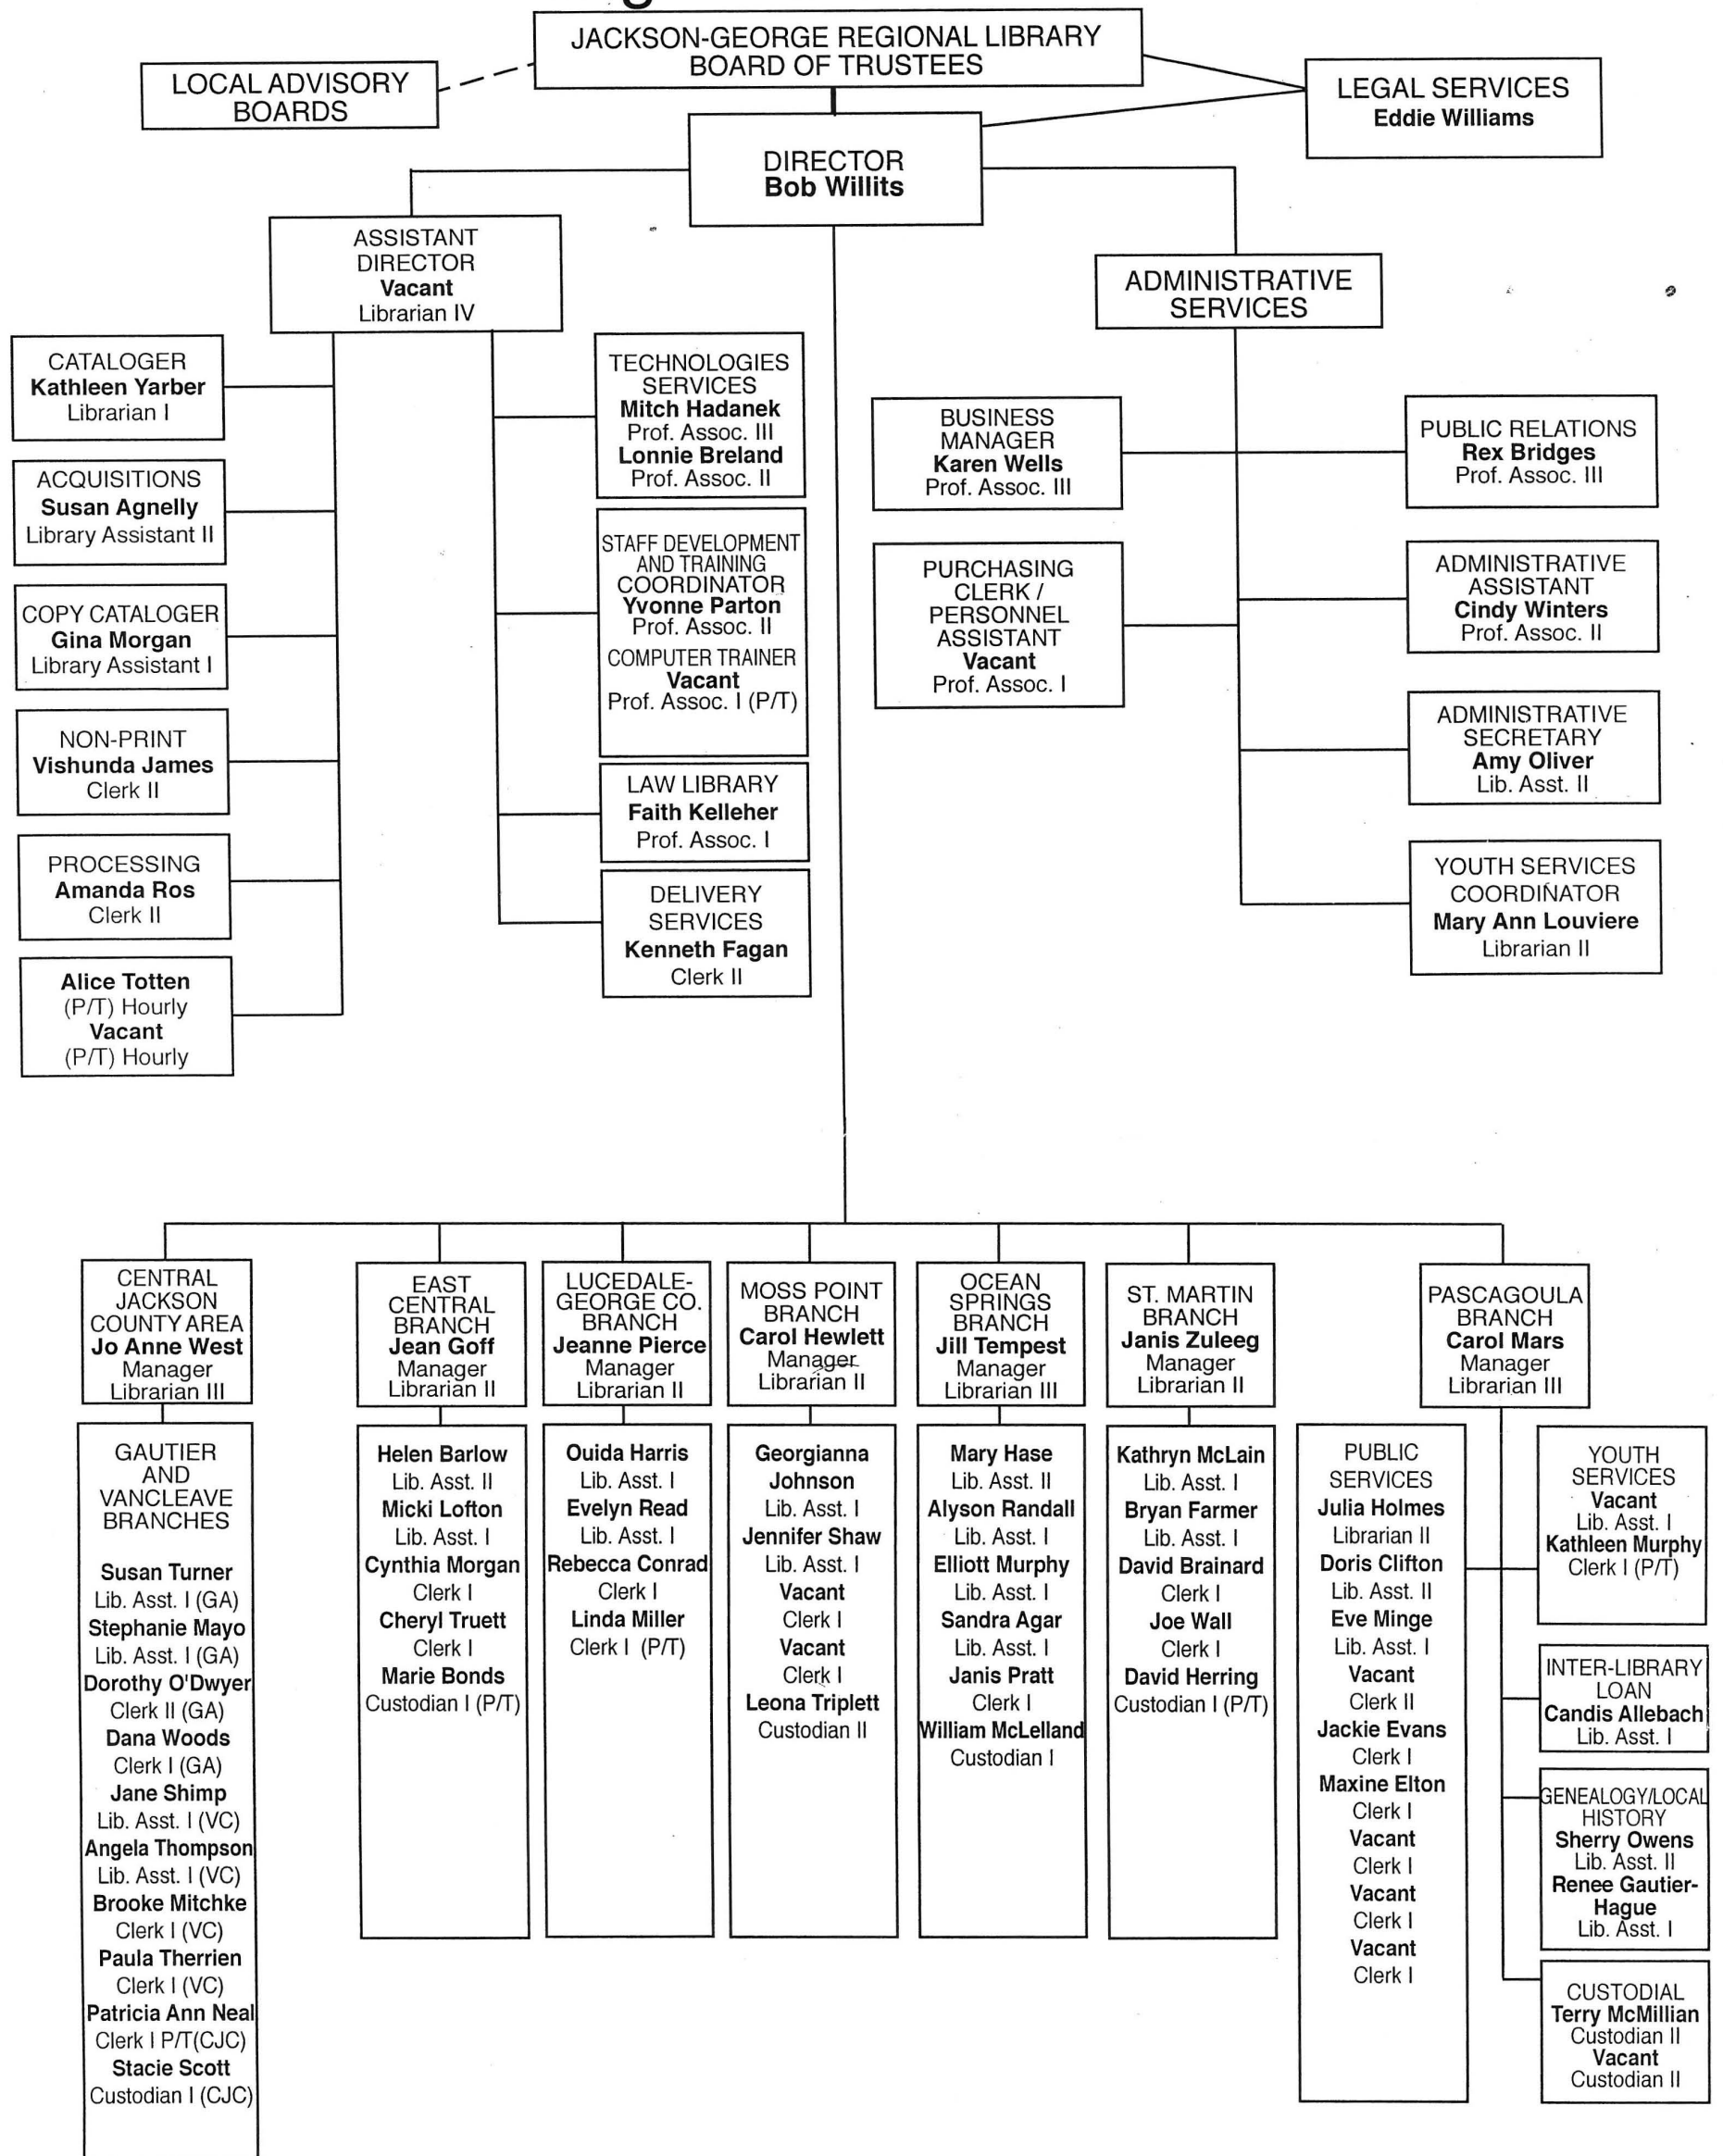 JACKSON-GEORGE REGIONAL LIBRARY
BOARD OF TRUSTEES
LOCAL ADVISORY
BOARDS
LEGAL SERVICES
Eddie Williams
DIRECTOR
Bob Willits
ASSISTANT
DIRECTOR
Vacant
Librarian IV
ADMINISTRATIVE
SERVICES
CATALOGER
Kathleen Yarber
Librarian I
ACQUISITIONS
Susan Agnelly
Library Assistant II
COPY CATALOGER
Gina Morgan
Library Assistant I
NON-PRINT
Vishunda James
Clerk II
PROCESSING
Amanda Ros
Clerk II
Alice Totten
(P/T) Hourly
Vacant
(P/T) Hourly
TECHNOLOGIES
SERVICES
Mitch Hadanek
Prof. Assoc. III
Lonnie Breland
Prof. Assoc. II
STAFF DEVELOPMENT
AND TRAINING
COORDINATOR
Yvonne Parton
Prof. Assoc. II
COMPUTER TRAINER
Vacant
Prof. Assoc. I (P/T)
LAW LIBRARY
Faith Kelleher
Prof. Assoc. I
DELIVERY
SERVICES
Kenneth Fagan
Clerk II
BUSINESS
MANAGER
Karen Wells
Prof. Assoc. III
PURCHASING
CLERK /
PERSONNEL
ASSISTANT
Vacant
Prof. Assoc. I
PUBLIC RELATIONS
Rex Bridges
Prof. Assoc. III
ADMINISTRATIVE
ASSISTANT
Cindy Winters
Prof. Assoc. II
ADMINISTRATIVE
SECRETARY
Amy Oliver
Lib. Asst. II
YOUTH SERVICES
COORDINATOR
Mary Ann Louviere
Librarian II
CENTRAL
JACKSON
COUNTY AREA
Jo Anne West
Manager
Librarian III
GAUTIER
AND
VANCLEAVE
BRANCHES
Susan Turner
Lib. Asst. I (GA)
Stephanie Mayo
Lib. Asst. I (GA)
Dorothy O'Dwyer
Clerk II (GA)
Dana Woods
Clerk I (GA)
Jane Shimp
Lib. Asst. I (VC)
Angela Thompson
Lib. Asst. I (VC)
Brooke Mitchke
Clerk I (VC)
Paula Therrien
Clerk I (VC)
Patricia Ann Neal
Clerk I P/T(CJC)
Stacie Scott
Custodian I (CJC)
EAST
CENTRAL
BRANCH
Jean Goff
Manager
Librarian II
Helen Barlow
Lib. Asst. II
Micki Lofton
Lib. Asst. I
Cynthia Morgan
Clerk I
Cheryl Truett
Clerk I
Marie Bonds
Custodian I (P/T)
LUCEDALE-
GEORGE CO.
BRANCH
Jeanne Pierce
Manager
Librarian II
Ouida Harris
Lib. Asst. I
Evelyn Read
Lib. Asst. I
Rebecca Conrad
Clerk I
Linda Miller
Clerk I (P/T)
MOSS POINT
BRANCH
Carol Hewlett
Manager
Librarian II
Georgianna
Johnson
Lib. Asst. I
Jennifer Shaw
Lib. Asst. I
Vacant
Clerk I
Vacant
Clerk I
Leona Triplett
Custodian II
OCEAN
SPRINGS
BRANCH
Jill Tempest
Manager
Librarian III
Mary Hase
Lib. Asst. II
Alyson Randall
Lib. Asst. I
Elliott Murphy
Lib. Asst. I
Sandra Agar
Lib. Asst. I
Janis Pratt
Clerk I
William McLelland
Custodian I
ST. MARTIN
BRANCH
Janis Zuleeg
Manager
Librarian II
Kathryn McLain
Lib. Asst. I
Bryan Farmer
Lib. Asst. I
David Brainard
Clerk I
Joe Wall
Clerk I
David Herring
Custodian I (P/T)
PASCAGOULA
BRANCH
Carol Mars
Manager
Librarian III
PUBLIC
SERVICES
Julia Holmes
Librarian II
Doris Clifton
Lib. Asst. II
Eve Minge
Lib. Asst. I
Vacant
Clerk II
Jackie Evans
Clerk I
Maxine Elton
Clerk I
Vacant
Clerk I
Vacant
Clerk I
Vacant
Clerk I
YOUTH
SERVICES
Vacant
Lib. Asst. I
Kathleen Murphy
Clerk I (P/T)
INTER-LIBRARY
LOAN
Candis Allebach
Lib. Asst. I
GENEALOGY/LOCAL
HISTORY
Sherry Owens
Lib. Asst. II
Renee Gautier-
Hague
Lib. Asst. I
CUSTODIAL
Terry McMillian
Custodian II
Vacant
Custodian II